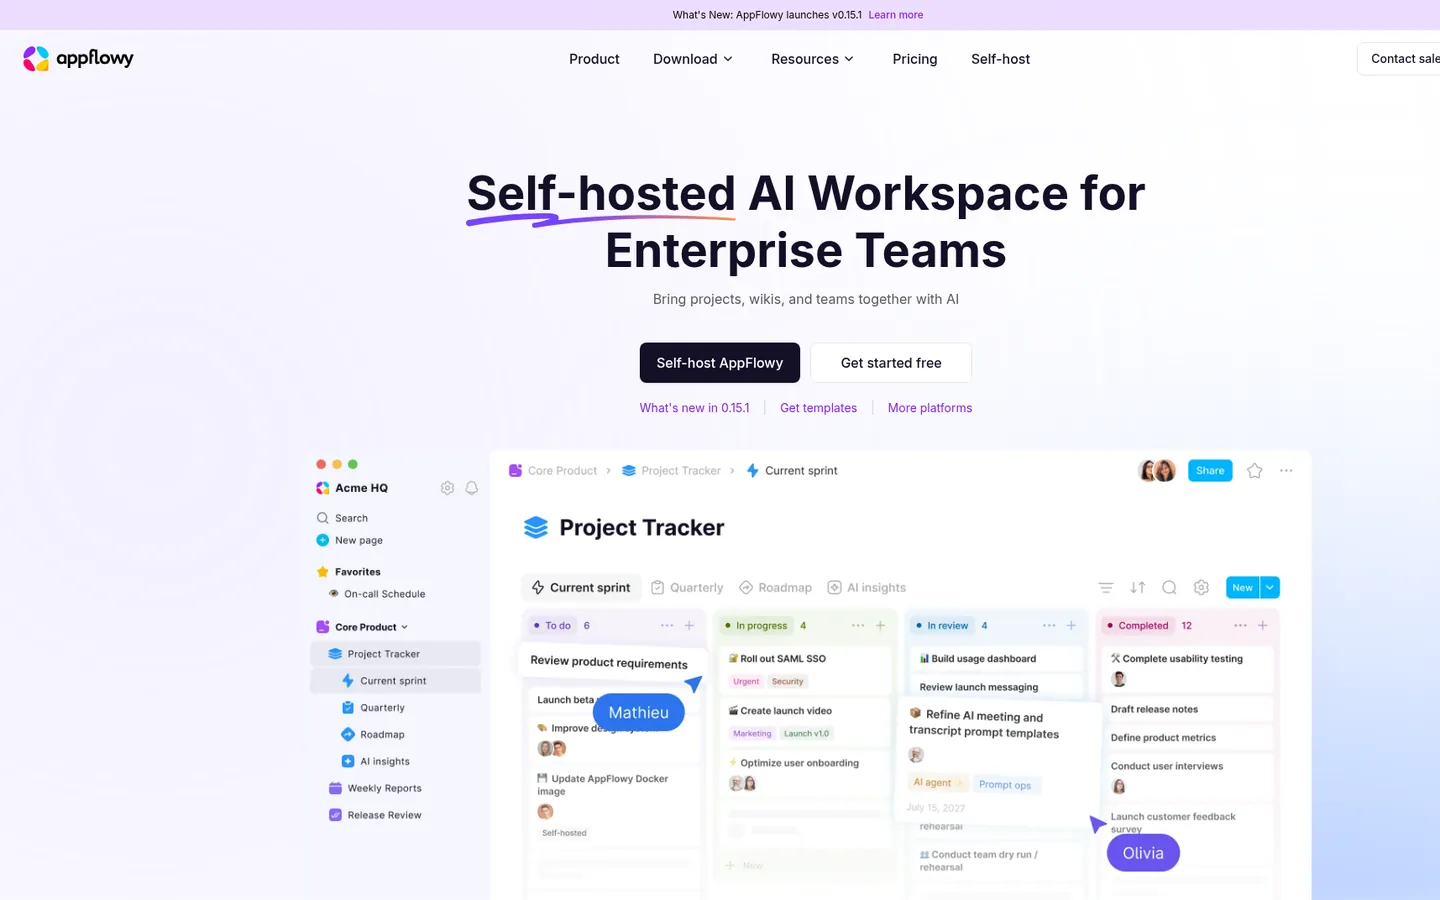 What's New: AppFlowy launches v0.15.1 Learn more
appflowy
Product Download Resources Pricing Self-host
Contact sale
Self-hosted AI Workspace for
Enterprise Teams
Bring projects, wikis, and teams together with AI
Self-host AppFlowy Get started free
What's new in 0.15.1 Get templates More platforms
Acme HQ
Search
New page
Favorites
On-call Schedule
Core Product
Project Tracker
Current sprint
Quarterly
Roadmap
AI insights
Weekly Reports
Release Review
Core Product › Project Tracker › Current sprint
Share
Project Tracker
Current sprint Quarterly Roadmap AI insights
New
To do 6
Review product requirements
Launch beta
Mathieu
Improve
Update AppFlowy Docker
image
Self-hosted
In progress 4
Roll out SAML SSO
Urgent Security
Create launch video
Marketing Launch v1.0
Optimize user onboarding
+ New
In review 4
Build usage dashboard
Review launch messaging
Refine AI meeting and
transcript prompt templates
AI agent Prompt ops
July 15, 2027
rehearsal
Conduct team dry run /
rehearsal
Completed 12
Complete usability testing
Draft release notes
Define product metrics
Conduct user interviews
Launch customer feedback
survey
Olivia